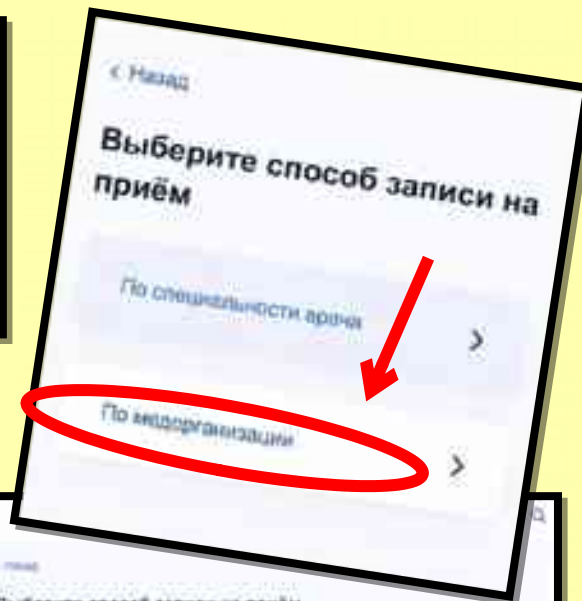 < Назад
Выберите способ записи на
приём
По специальности врача
По медорганизации